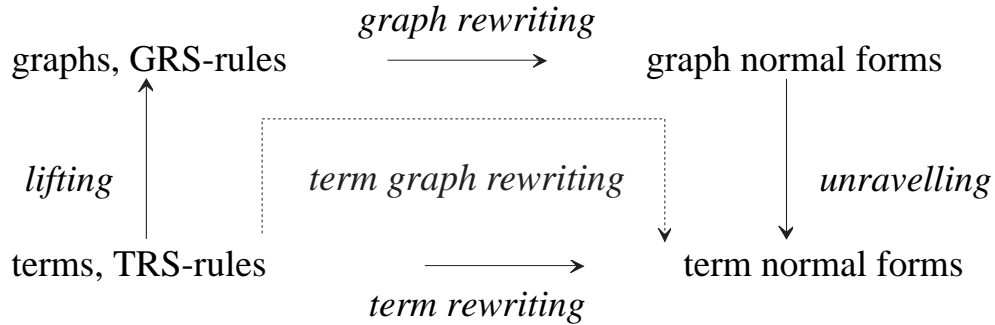 graph rewriting
graphs, GRS-rules graph normal forms
lifting term graph rewriting unravelling
terms, TRS-rules term normal forms
term rewriting